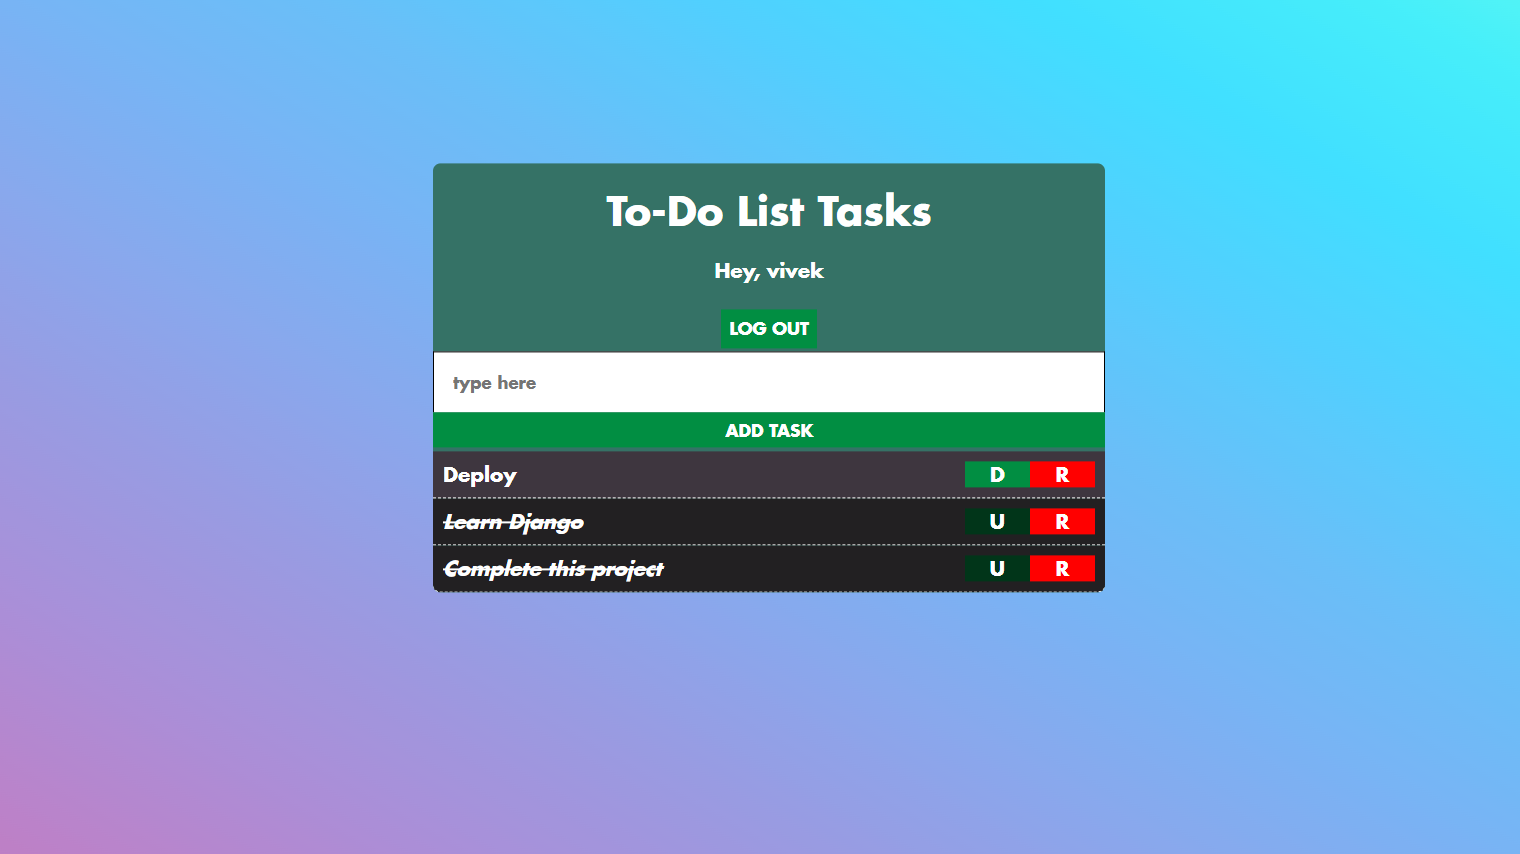 To-Do List Tasks
Hey, vivek
LOG OUT
type here
ADD TASK
Deploy D R
Learn Django U R
Complete this project U R